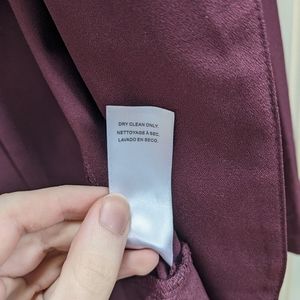 DRY CLEAN ONLY.
NETTOYAGE À SEC.
LAVADO EN SECO.